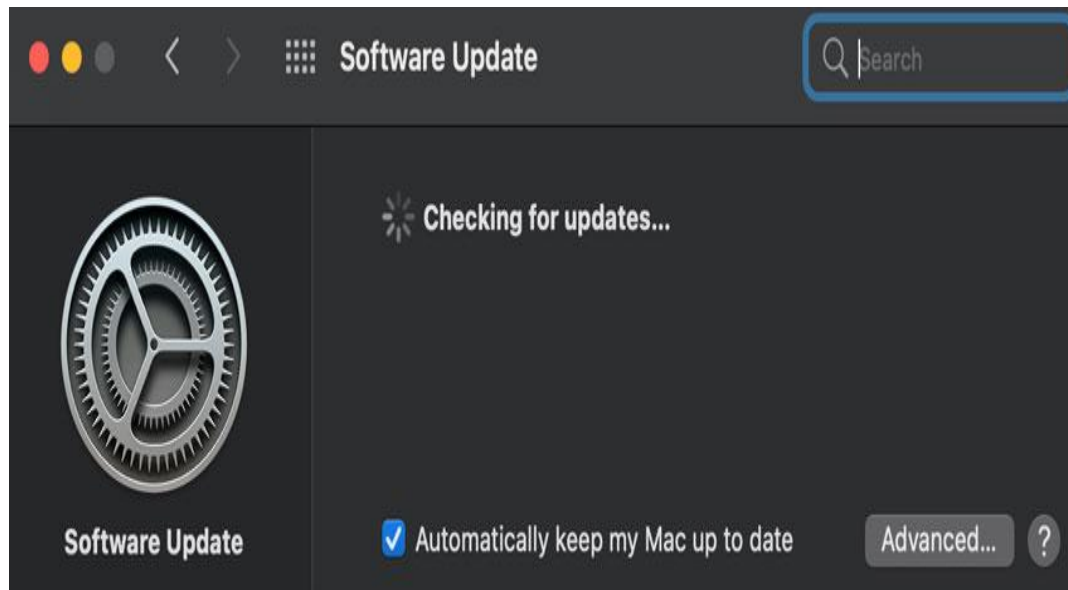 Software Update
Search
Checking for updates...
Software Update
Automatically keep my Mac up to date
Advanced...
?